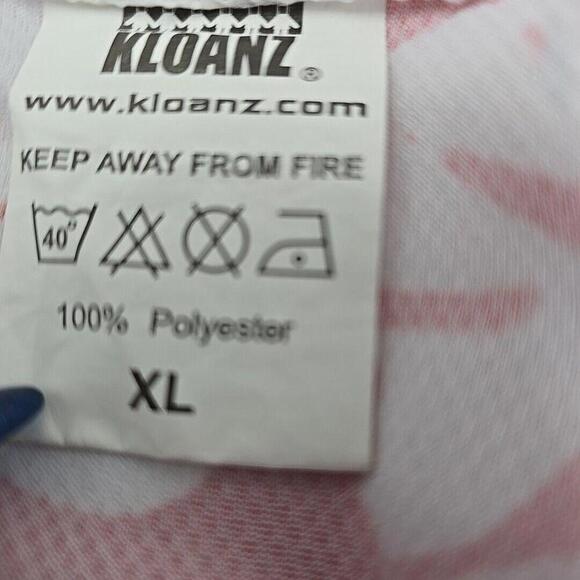 KLOANZ ®
www.kloanz.com
KEEP AWAY FROM FIRE
40°
100% Polyester
XL